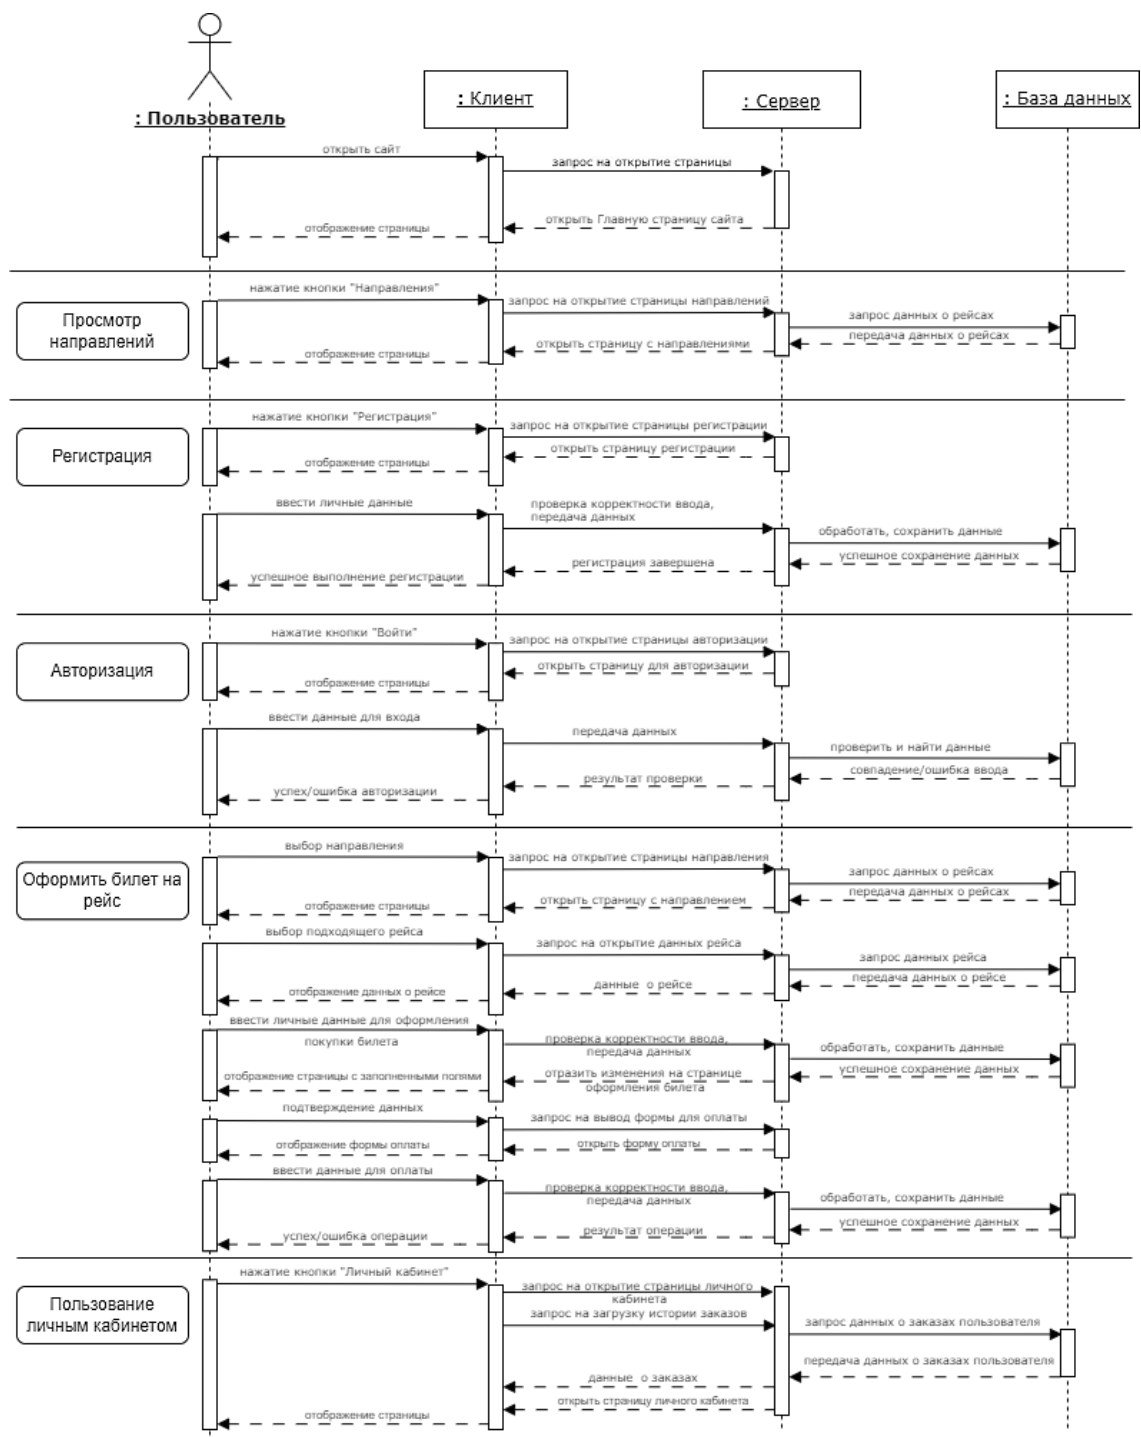 : Пользователь
: Клиент
: Сервер
: База данных
открыть сайт
запрос на открытие страницы
открыть Главную страницу сайта
отображение страницы
Просмотр
направлений
нажатие кнопки "Направления"
запрос на открытие страницы направлений
запрос данных о рейсах
передача данных о рейсах
открыть страницу с направлениями
отображение страницы
Регистрация
нажатие кнопки "Регистрация"
запрос на открытие страницы регистрации
открыть страницу регистрации
отображение страницы
ввести личные данные
проверка корректности ввода,
передача данных
обработать, сохранить данные
успешное сохранение данных
регистрация завершена
успешное выполнение регистрации
Авторизация
нажатие кнопки "Войти"
запрос на открытие страницы авторизации
открыть страницу для авторизации
отображение страницы
ввести данные для входа
передача данных
проверить и найти данные
совпадение/ошибка ввода
результат проверки
успех/ошибка авторизации
Оформить билет на
рейс
выбор направления
запрос на открытие страницы направления
запрос данных о рейсах
передача данных о рейсах
открыть страницу с направлением
отображение страницы
выбор подходящего рейса
запрос на открытие данных рейса
запрос данных рейса
передача данных о рейсе
данные о рейсе
отображение данных о рейсе
ввести личные данные для оформления
покупки билета
проверка корректности ввода,
передача данных
обработать, сохранить данные
успешное сохранение данных
отразить изменения на странице
оформления билета
отображение страницы с заполненными полями
подтверждение данных
запрос на вывод формы для оплаты
открыть форму оплаты
отображение формы оплаты
ввести данные для оплаты
проверка корректности ввода,
передача данных
обработать, сохранить данные
успешное сохранение данных
результат операции
успех/ошибка операции
Пользование
личным кабинетом
нажатие кнопки "Личный кабинет"
запрос на открытие страницы личного
кабинета
запрос на загрузку истории заказов
запрос данных о заказах пользователя
передача данных о заказах пользователя
данные о заказах
открыть страницу личного кабинета
отображение страницы